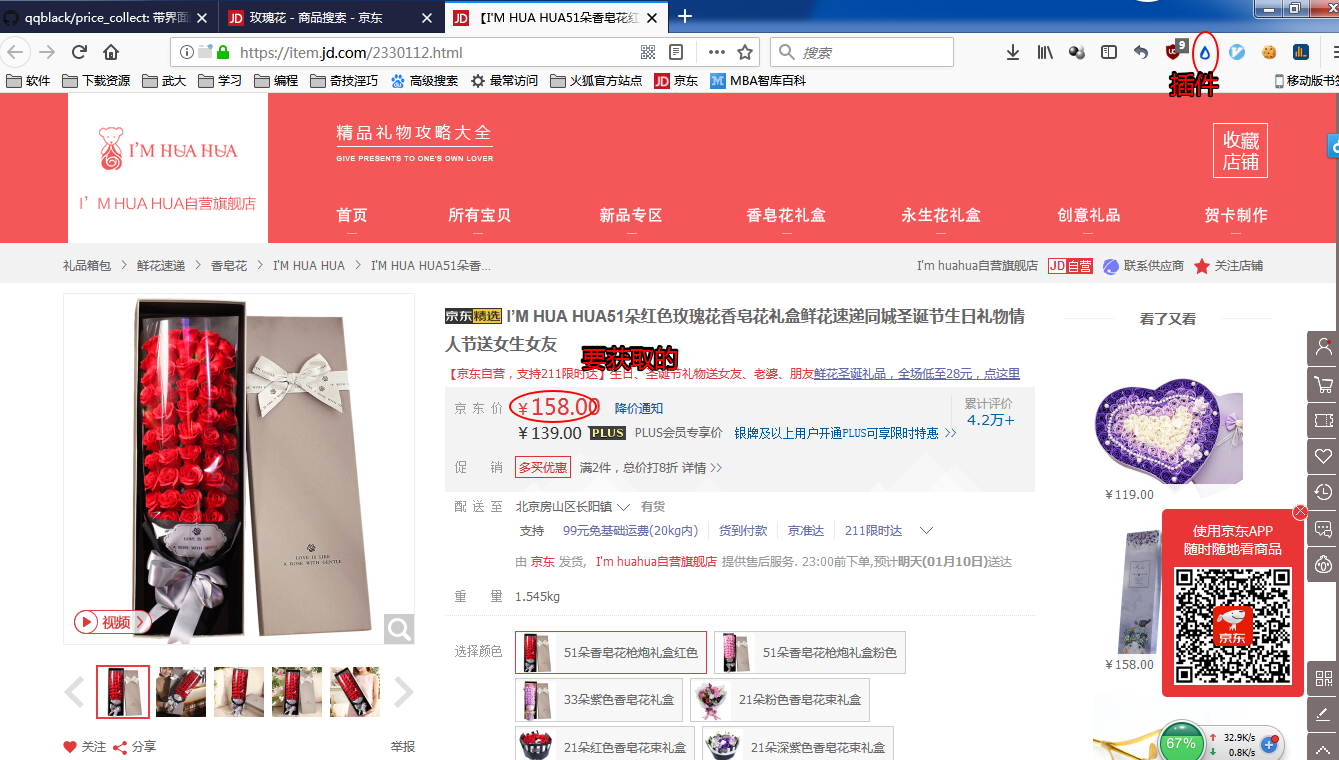 qqblack/price_collect: 带界面
玫瑰花 - 商品搜索 - 京东
【I'M HUA HUA51朵香皂花红
https://item.jd.com/2330112.html
搜索
9
插件
软件
下载资源
武大
学习
编程
奇技淫巧
高级搜索
最常访问
火狐官方站点
京东
MBA智库百科
移动版书签
I'M HUA HUA
I' M HUA HUA自营旗舰店
精品礼物攻略大全
GIVE PRESENTS TO ONE'S OWN LOVER
收藏
店铺
首页
所有宝贝
新品专区
香皂花礼盒
永生花礼盒
创意礼品
贺卡制作
礼品箱包 > 鲜花速递 > 香皂花 > I'M HUA HUA > I'M HUA HUA51朵香...
I'm huahua自营旗舰店
JD自营
联系供应商
关注店铺
京东精选 I'M HUA HUA51朵红色玫瑰花香皂花礼盒鲜花速递同城圣诞节生日礼物情
人节送女生女友
要获取的
【京东自营，支持211限时达】生日、圣诞节礼物送女友、老婆、朋友鲜花圣诞礼品，全场低至28元，点这里
京东价
¥158.00
降价通知
累计评价
4.2万+
¥139.00 PLUS PLUS会员专享价 银牌及以上用户开通PLUS可享限时特惠 >>
促销 多买优惠 满2件，总价打8折 详情 >>
配送至 北京房山区长阳镇 有货
支持 99元免基础运费(20kg内) 货到付款 京准达 211限时达
由 京东 发货, I'm huahua自营旗舰店 提供售后服务. 23:00前下单,预计明天(01月10日)送达
重量 1.545kg
选择颜色
51朵香皂花枪炮礼盒红色
51朵香皂花枪炮礼盒粉色
33朵紫色香皂花礼盒
21朵粉色香皂花束礼盒
21朵红色香皂花束礼盒
21朵深紫色香皂花束礼盒
LOVE IS LIKE
A ROSE WITH GENTLE
LOVE IS LIKE
A ROSE WITH GENTLE
视频
关注
分享
举报
看了又看
¥119.00
¥158.00
使用京东APP
随时随地看商品
京东
67%
32.9K/s
0.8K/s